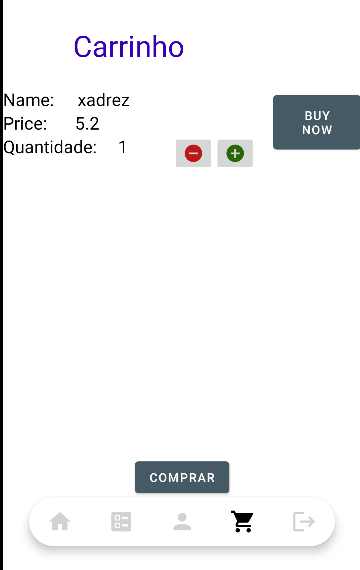 Carrinho
Name: xadrez
Price: 5.2
Quantidade: 1
BUY
NOW
COMPRAR